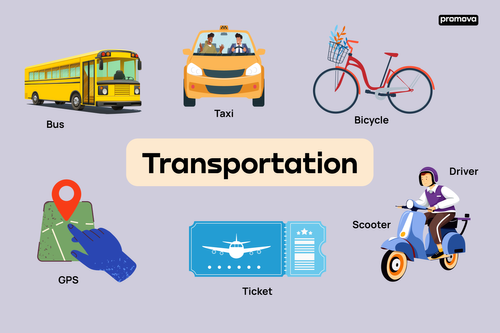 promova
Bus
Taxi
Bicycle
Transportation
Driver
Scooter
GPS
Ticket